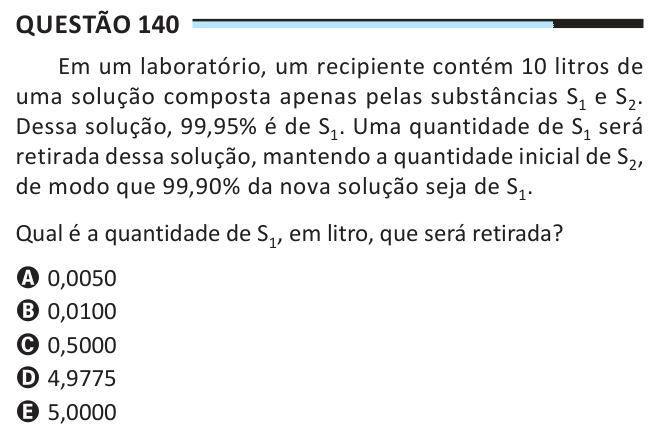 QUESTÃO 140
Em um laboratório, um recipiente contém 10 litros de
uma solução composta apenas pelas substâncias S₁ e S₂.
Dessa solução, 99,95% é de S₁. Uma quantidade de S₁ será
retirada dessa solução, mantendo a quantidade inicial de S₂,
de modo que 99,90% da nova solução seja de S₁.
Qual é a quantidade de S₁, em litro, que será retirada?
A 0,0050
B 0,0100
C 0,5000
D 4,9775
E 5,0000